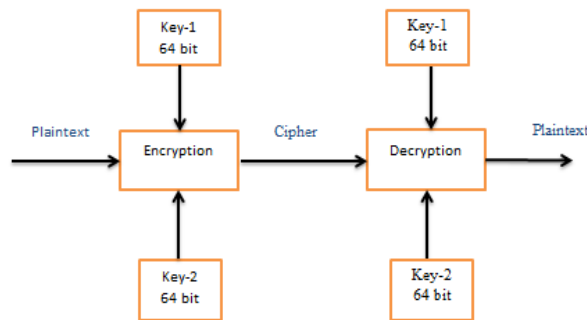 Key-1
64 bit
Key-1
64 bit
Plaintext
Encryption
Cipher
Decryption
Plaintext
Key-2
64 bit
Key-2
64 bit